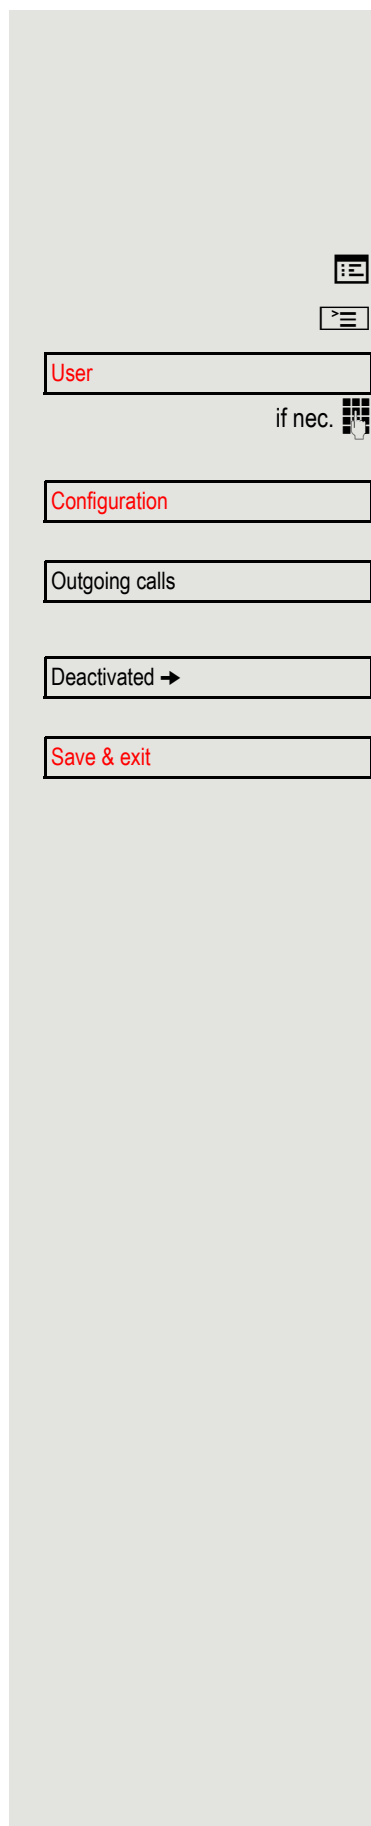 User
if nec.
Configuration
Outgoing calls
Deactivated →
Save & exit